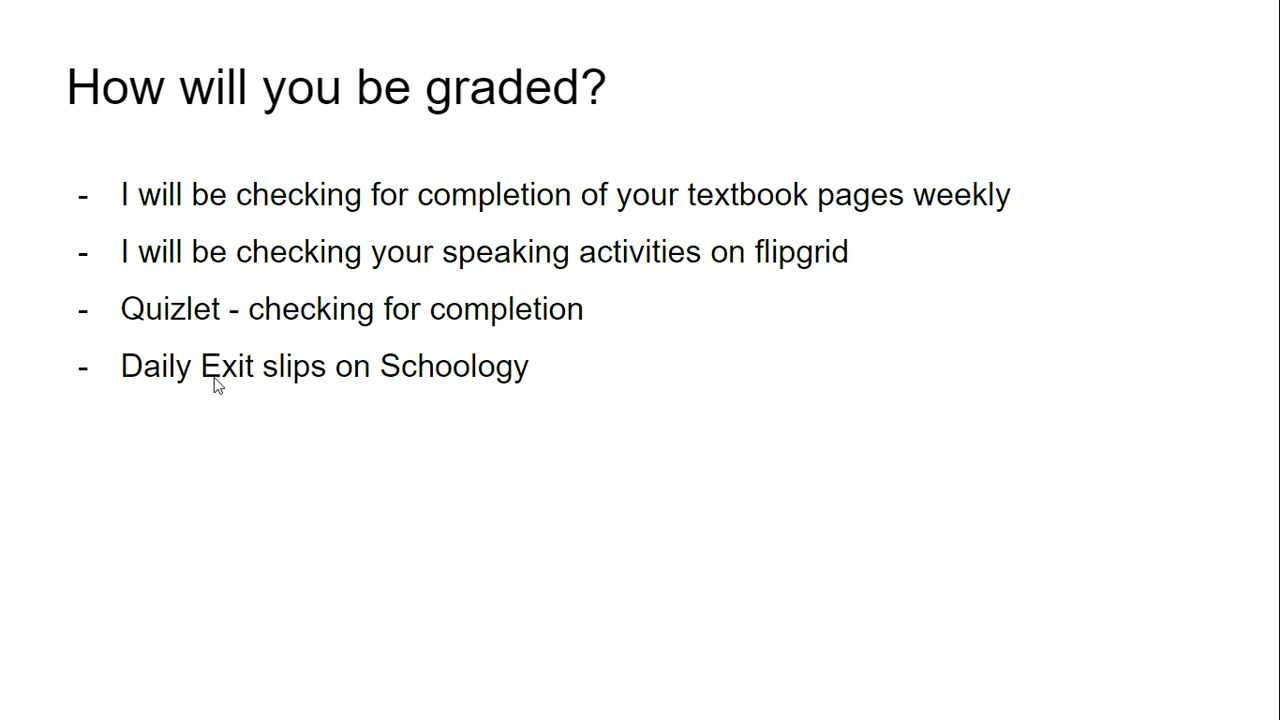 How will you be graded?
- I will be checking for completion of your textbook pages weekly
- I will be checking your speaking activities on flipgrid
- Quizlet - checking for completion
- Daily Exit slips on Schoology